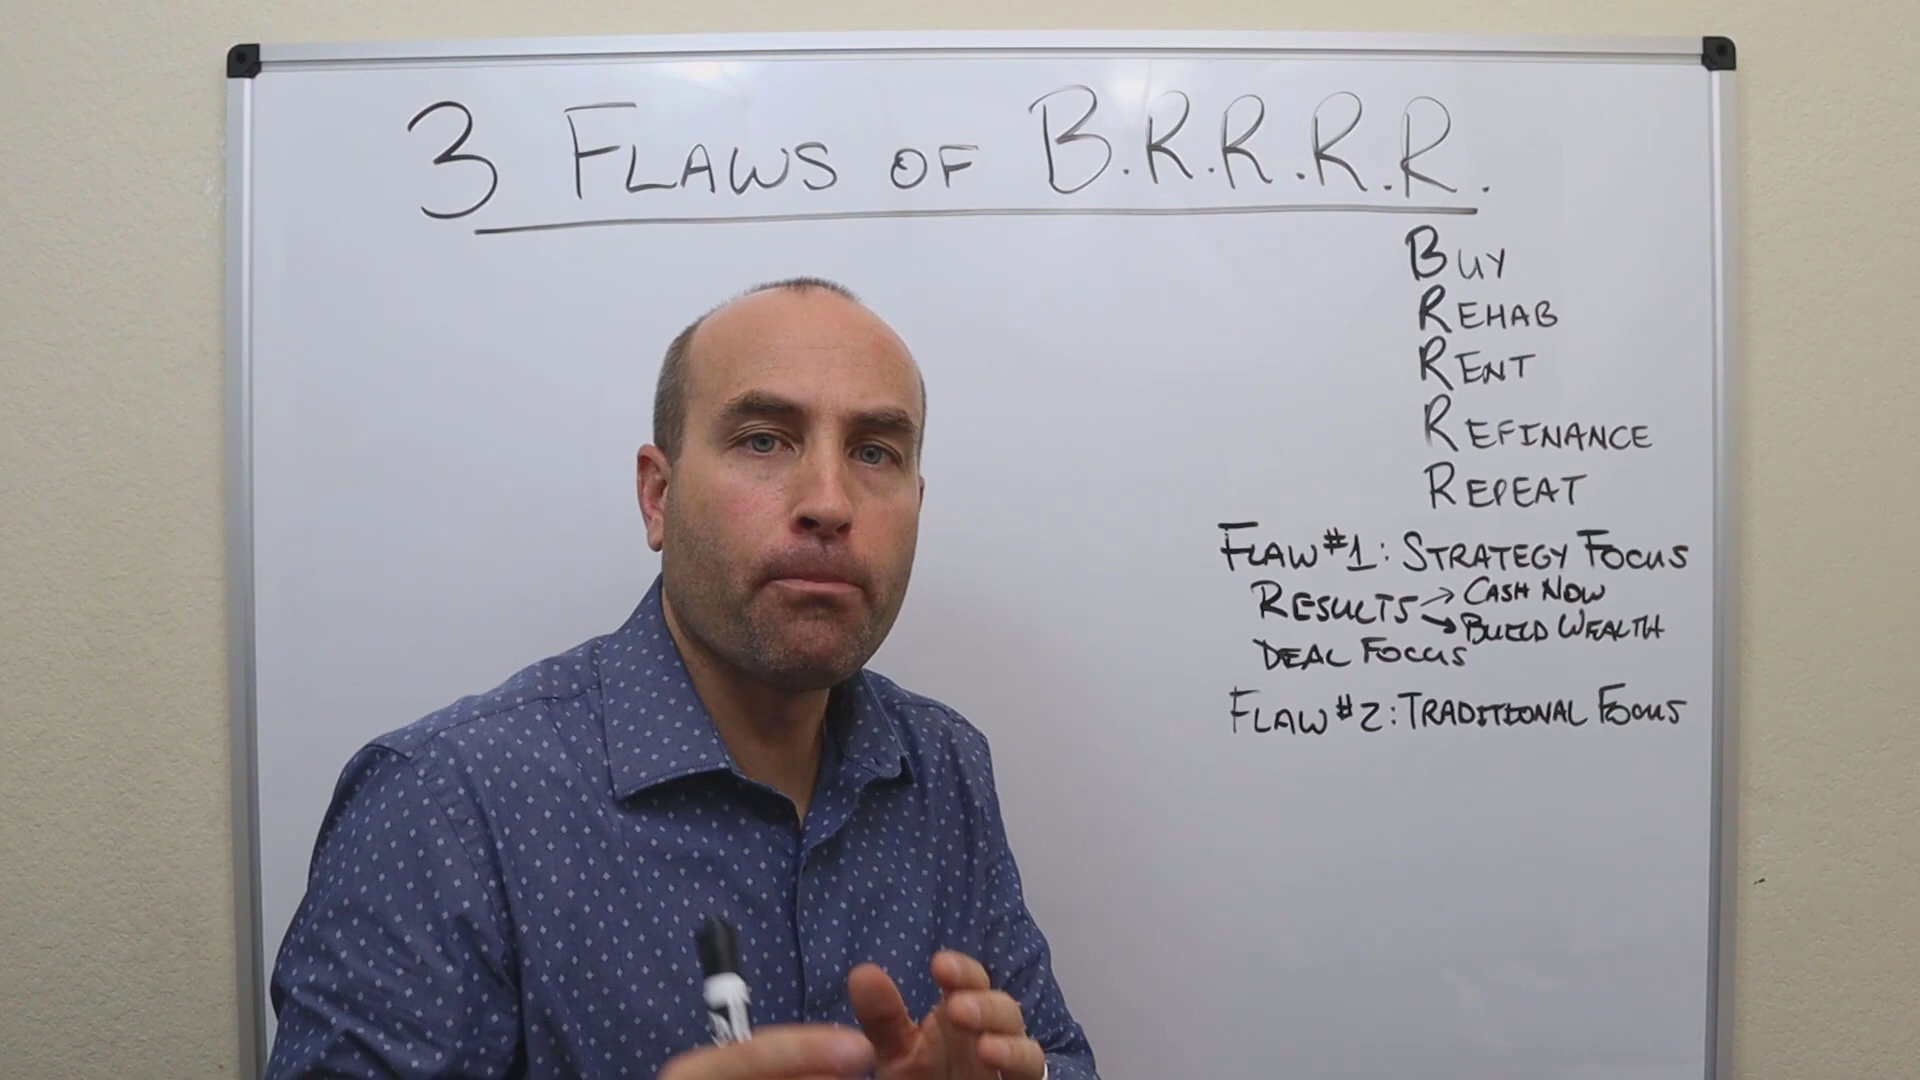 3 FLAWS OF B.R.R.R.R.
BUY
REHAB
RENT
REFINANCE
REPEAT
FLAW #1: STRATEGY FOCUS
RESULTS → CASH NOW
→ BUILD WEALTH
DEAL FOCUS
FLAW #2: TRADITIONAL FOCUS